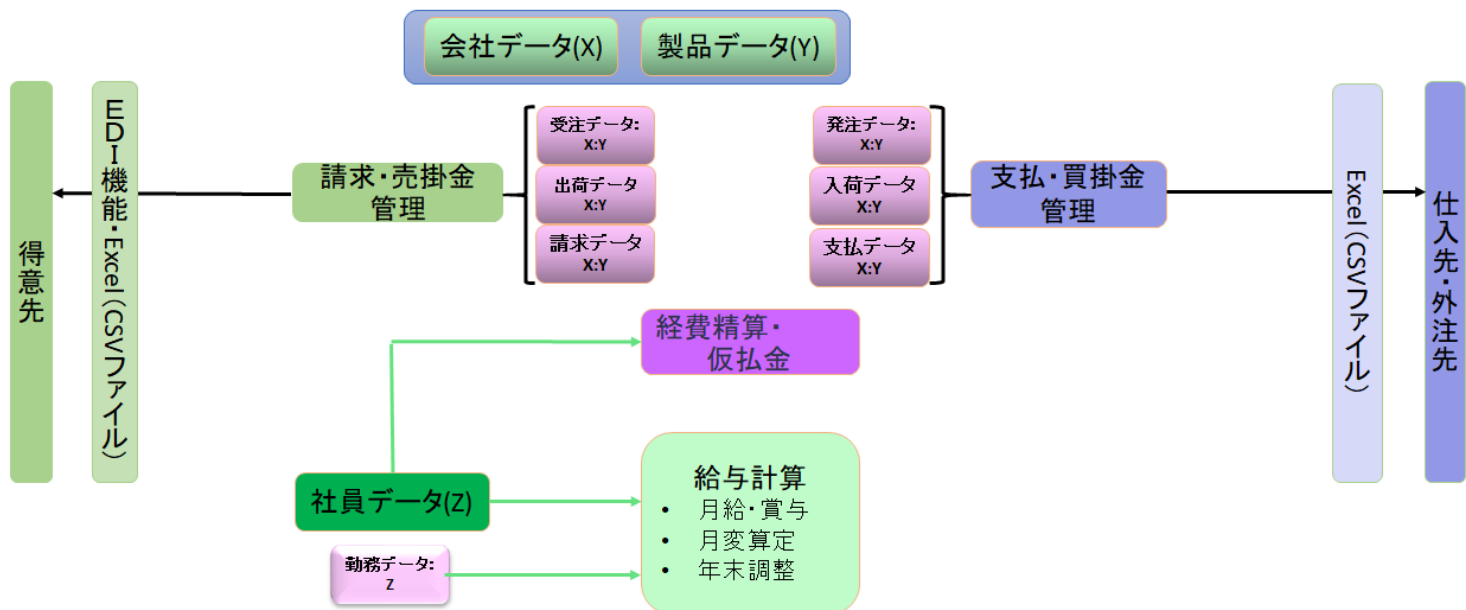 会社データ(X)
製品データ(Y)
得意先
EDI機能・Excel(CSVファイル)
請求・売掛金
管理
受注データ:
X:Y
出荷データ
X:Y
請求データ
X:Y
発注データ:
X:Y
入荷データ
X:Y
支払データ
X:Y
支払・買掛金
管理
Excel(CSVファイル)
仕入先・外注先
経費精算・
仮払金
社員データ(Z)
勤務データ:
Z
給与計算
• 月給・賞与
• 月変算定
• 年末調整